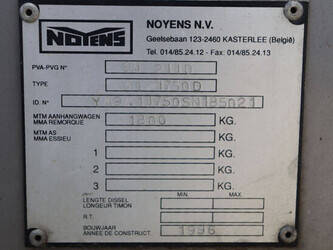 NOYENS
NOYENS N.V.
Geelsebaan 123-2460 KASTERLEE (België)
Tel. 014/85.24.12 - Fax: 014/85.24.13
PVA-PVG N°
TYPE
ID. N°
MTM AANHANGWAGEN 1800 KG.
MMA REMORQUE
MTM AS KG.
MMA ESSIEU
1 KG.
2 KG.
3 KG.
MIN. MAX.
LENGTE DISSEL
LONGEUR TIMON
R.T.
BOUWJAAR 1996
ANNEE DE CONSTRUCT.